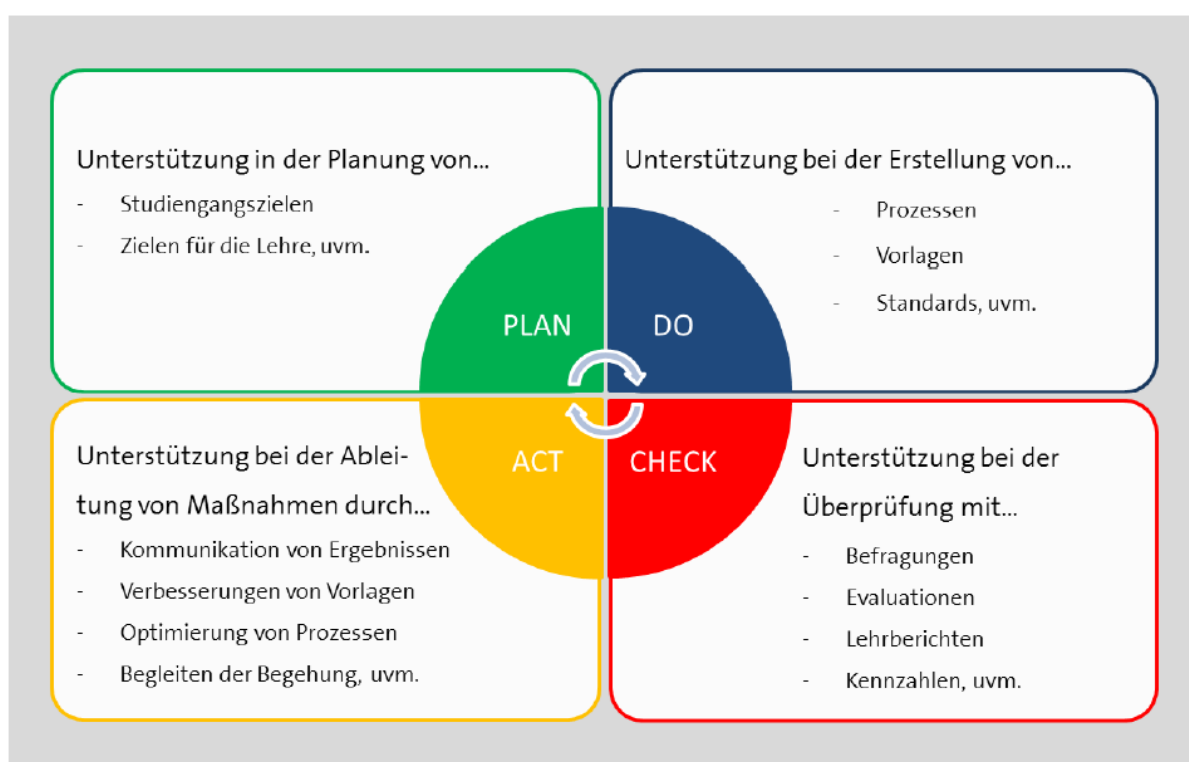 Unterstützung in der Planung von...
- Studiengangszielen
- Zielen für die Lehre, uvm.
PLAN
Unterstützung bei der Erstellung von...
- Prozessen
- Vorlagen
- Standards, uvm.
DO
Unterstützung bei der Ablei-
tung von Maßnahmen durch...
- Kommunikation von Ergebnissen
- Verbesserungen von Vorlagen
- Optimierung von Prozessen
- Begleiten der Begehung, uvm.
ACT
CHECK
Unterstützung bei der
Überprüfung mit...
- Befragungen
- Evaluationen
- Lehrberichten
- Kennzahlen, uvm.